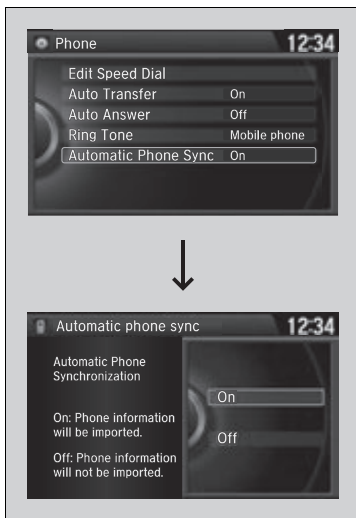 Phone 12:34
Edit Speed Dial
Auto Transfer On
Auto Answer Off
Ring Tone Mobile phone
Automatic Phone Sync On
Automatic phone sync 12:34
Automatic Phone
Synchronization
On: Phone information
will be imported.
Off: Phone information
will not be imported.
On
Off